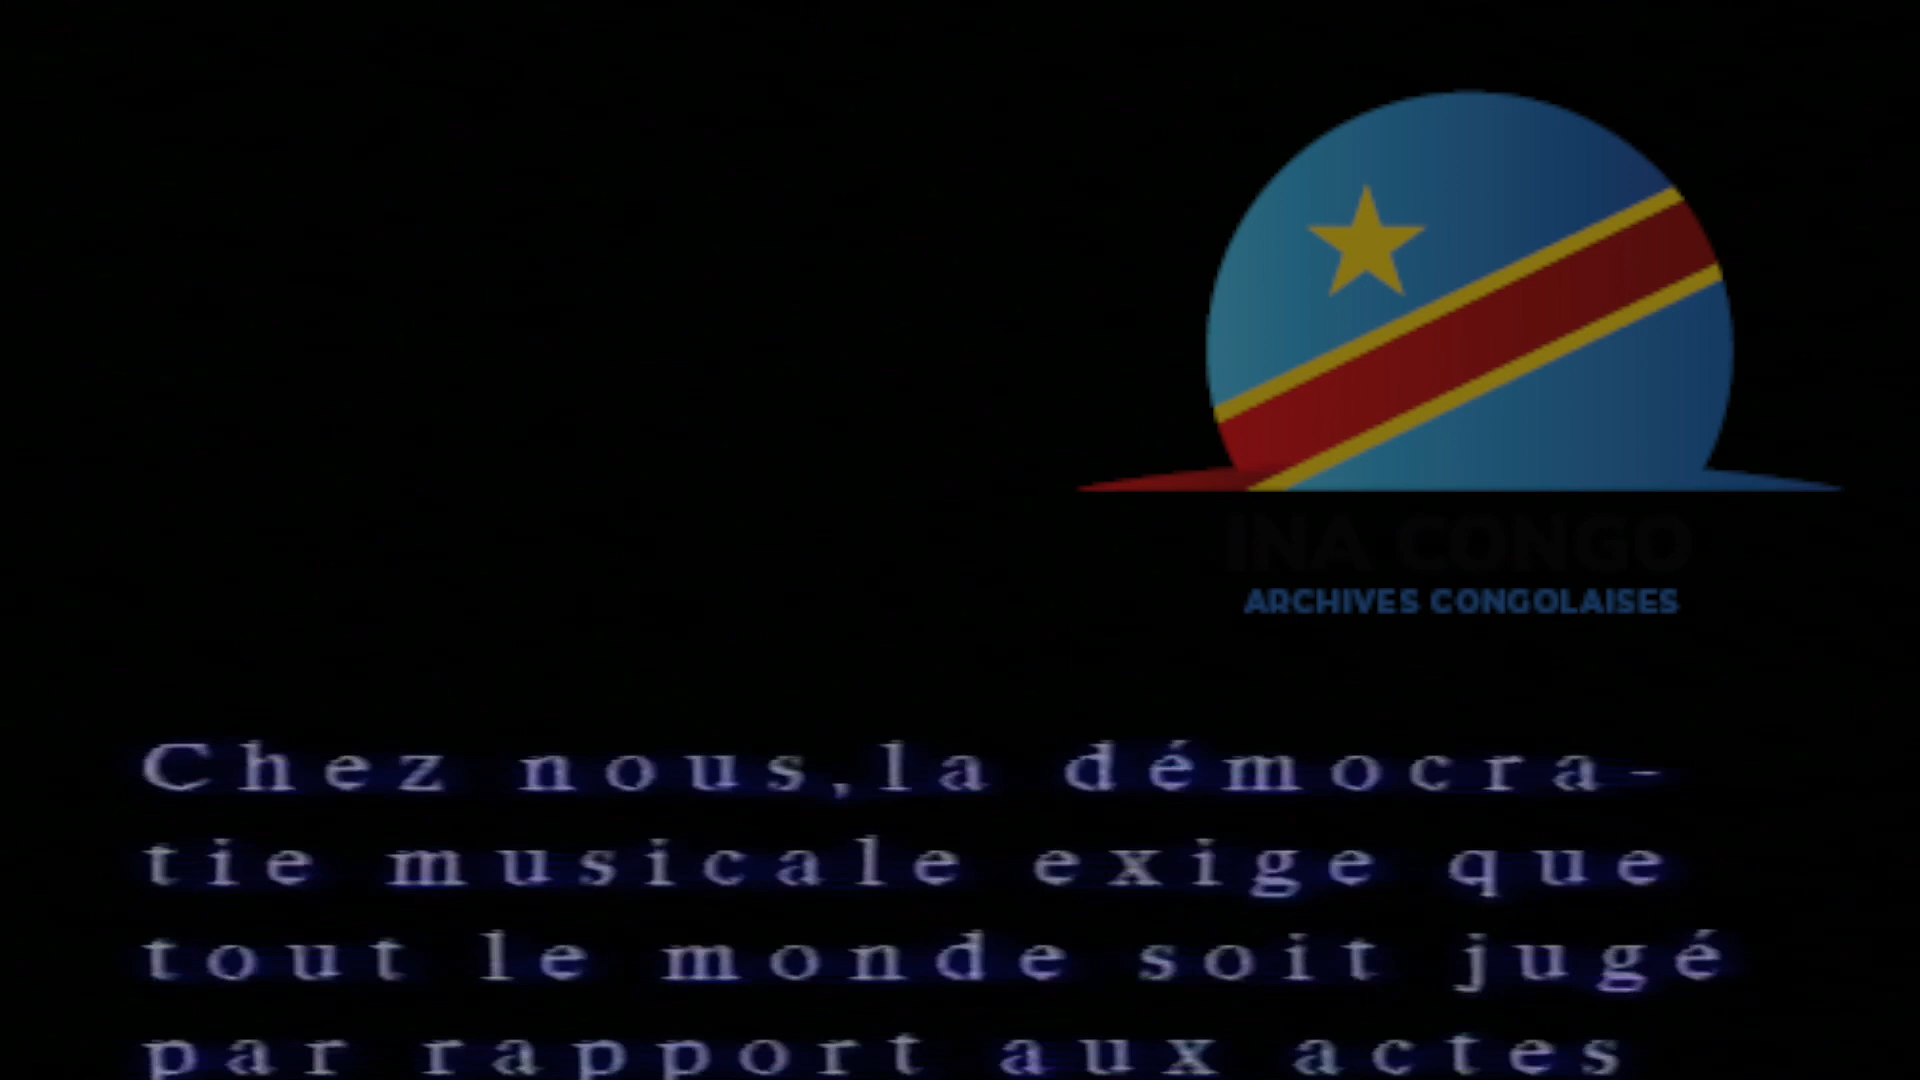 INA CONGO
ARCHIVES CONGOLAISES
Chez nous,la démocra-
tie musicale exige que
tout le monde soit jugé
par rapport aux actes